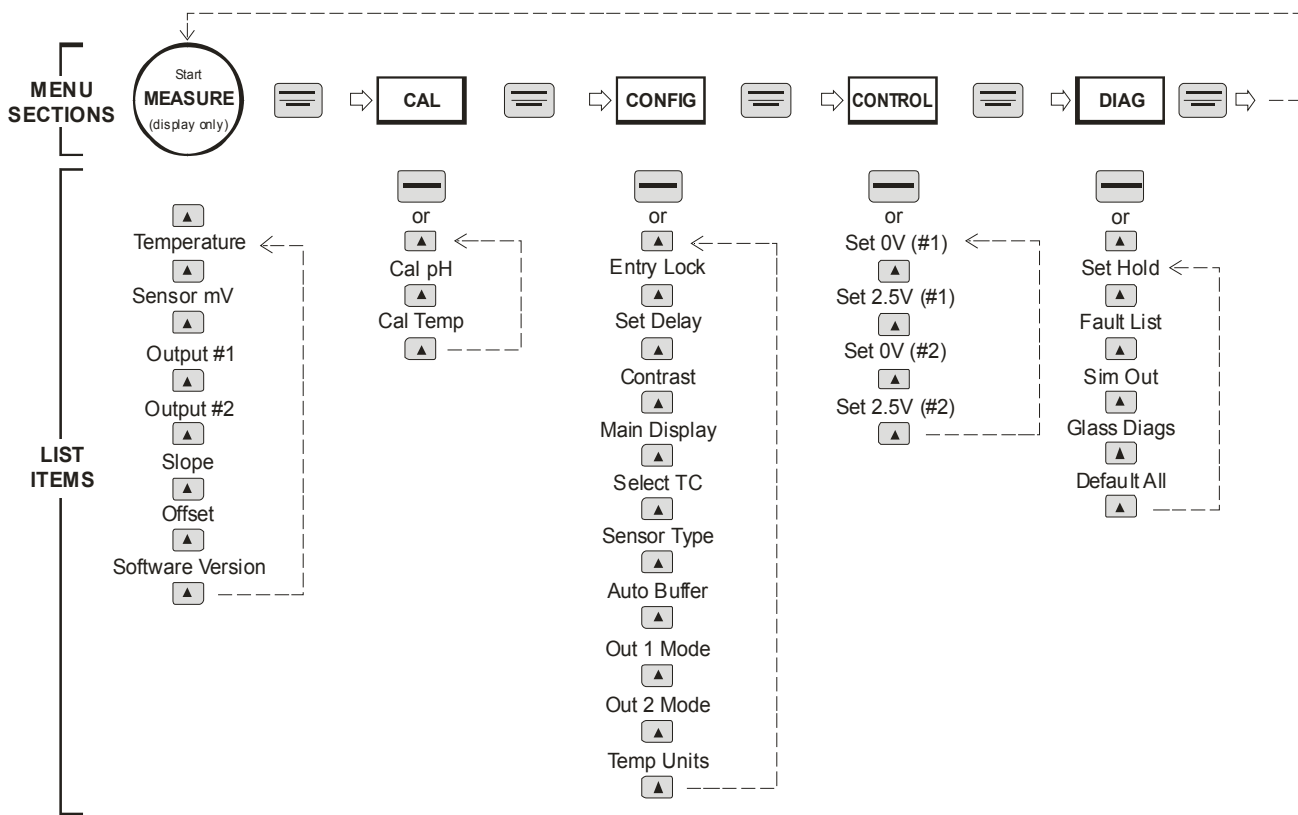 MENU
SECTIONS
Start
MEASURE
(display only)
CAL
CONFIG
CONTROL
DIAG
LIST
ITEMS
Temperature
Sensor mV
Output #1
Output #2
Slope
Offset
Software Version
or
Cal pH
Cal Temp
or
Entry Lock
Set Delay
Contrast
Main Display
Select TC
Sensor Type
Auto Buffer
Out 1 Mode
Out 2 Mode
Temp Units
or
Set 0V (#1)
Set 2.5V (#1)
Set 0V (#2)
Set 2.5V (#2)
or
Set Hold
Fault List
Sim Out
Glass Diags
Default All